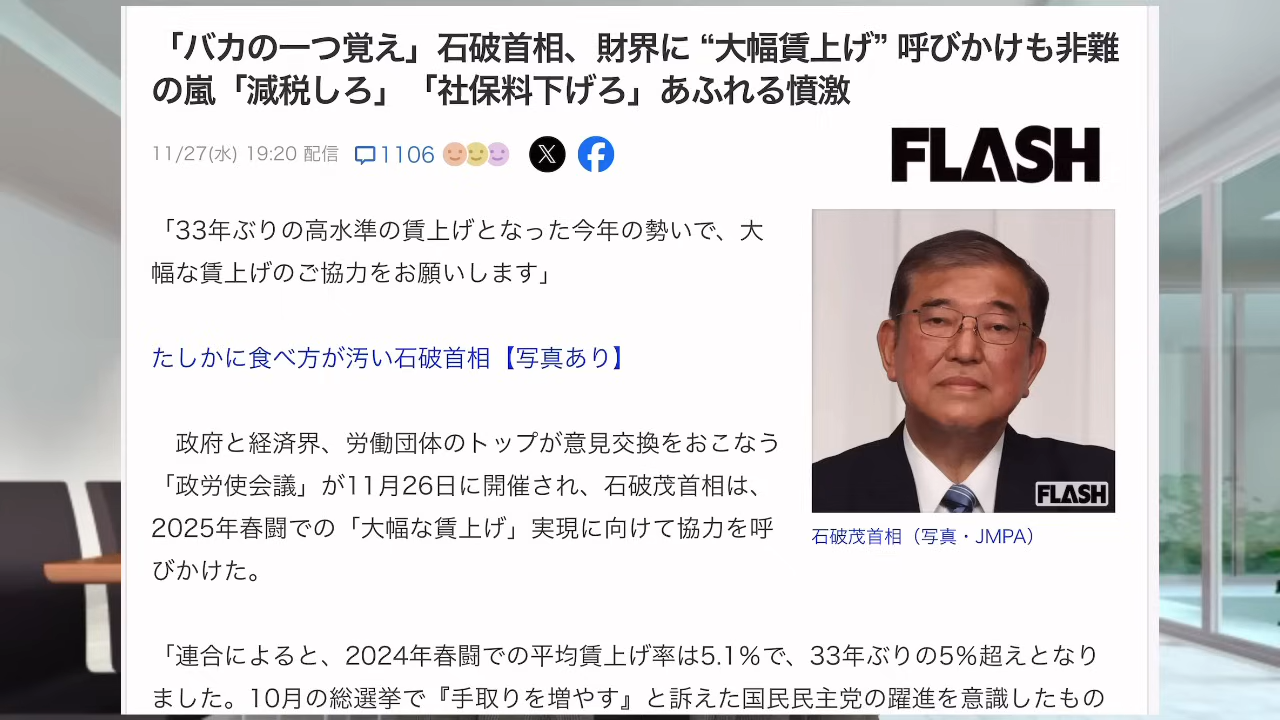 「バカの一つ覚え」石破首相、財界に “大幅賃上げ” 呼びかけも非難
の嵐「減税しろ」「社保料下げろ」あふれる憤激
11/27(水) 19:20 配信 1106
FLASH
「33年ぶりの高水準の賃上げとなった今年の勢いで、大
幅な賃上げのご協力をお願いします」
たしかに食べ方が汚い石破首相【写真あり】
政府と経済界、労働団体のトップが意見交換をおこなう
「政労使会議」が11月26日に開催され、石破茂首相は、
2025年春闘での「大幅な賃上げ」実現に向けて協力を呼
びかけた。
FLASH
石破茂首相（写真・JMPA）
「連合によると、2024年春闘での平均賃上げ率は5.1％で、33年ぶりの5％超えとなり
ました。10月の総選挙で『手取りを増やす』と訴えた国民民主党の躍進を意識したもの